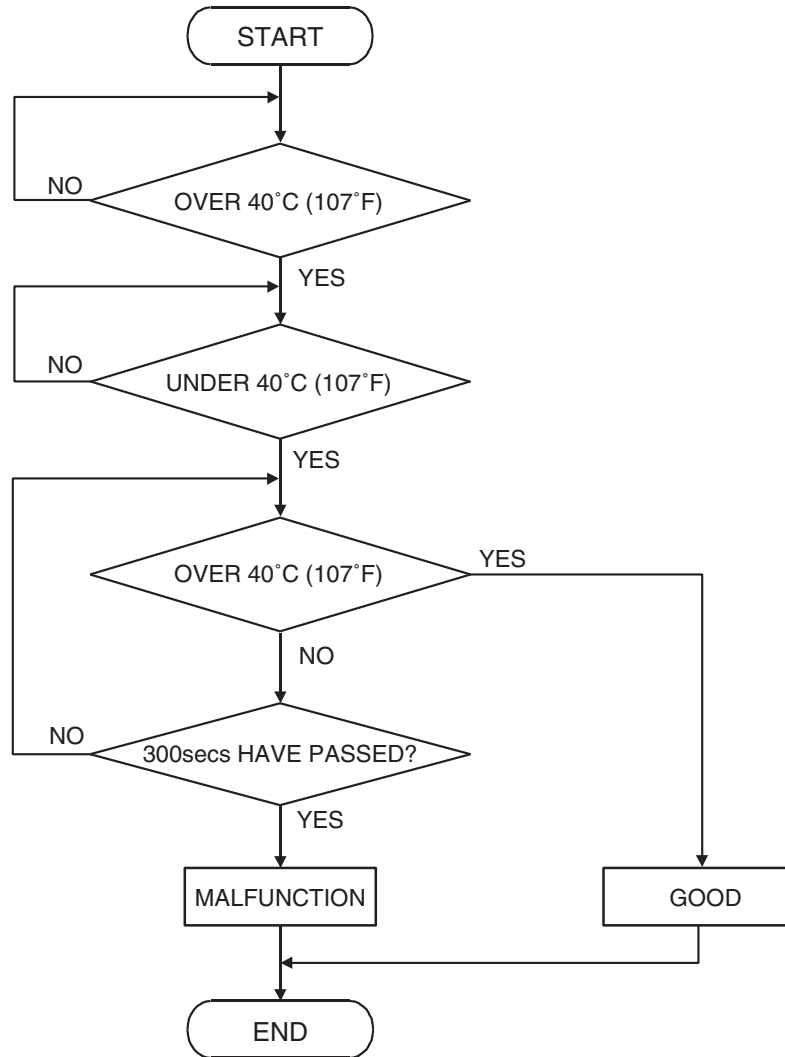 START
NO
OVER 40˚C (107˚F)
YES
NO
UNDER 40˚C (107˚F)
YES
OVER 40˚C (107˚F)
YES
NO
NO
300secs HAVE PASSED?
YES
MALFUNCTION
GOOD
END